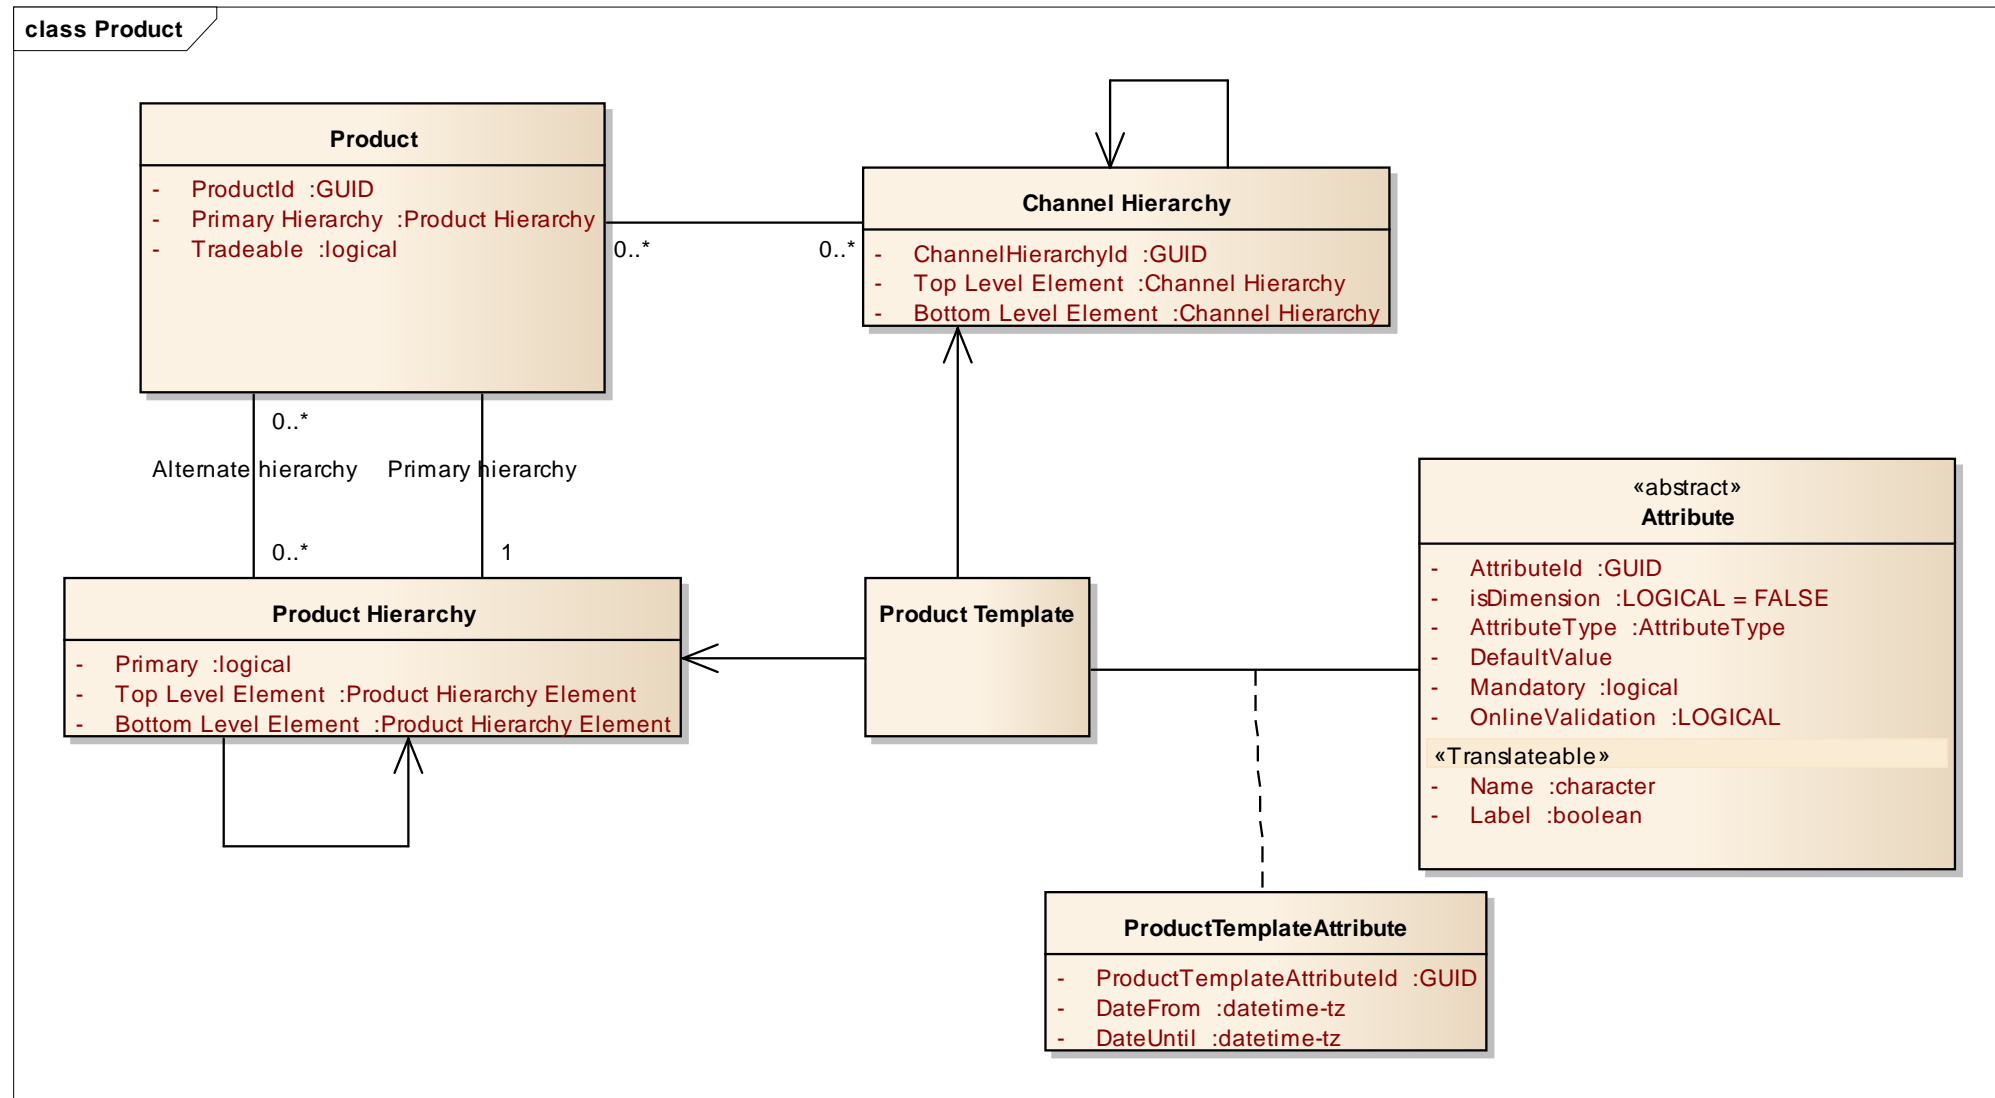 class Product
Product
- ProductId :GUID
- Primary Hierarchy :Product Hierarchy
- Tradeable :logical
0..*
0..*
Channel Hierarchy
- ChannelHierarchyId :GUID
- Top Level Element :Channel Hierarchy
- Bottom Level Element :Channel Hierarchy
0..*
Alternate hierarchy
Primary hierarchy
0..*
1
Product Hierarchy
- Primary :logical
- Top Level Element :Product Hierarchy Element
- Bottom Level Element :Product Hierarchy Element
Product Template
«abstract»
Attribute
- AttributeId :GUID
- isDimension :LOGICAL = FALSE
- AttributeType :AttributeType
- DefaultValue
- Mandatory :logical
- OnlineValidation :LOGICAL
«Translateable»
- Name :character
- Label :boolean
ProductTemplateAttribute
- ProductTemplateAttributeId :GUID
- DateFrom :datetime-tz
- DateUntil :datetime-tz